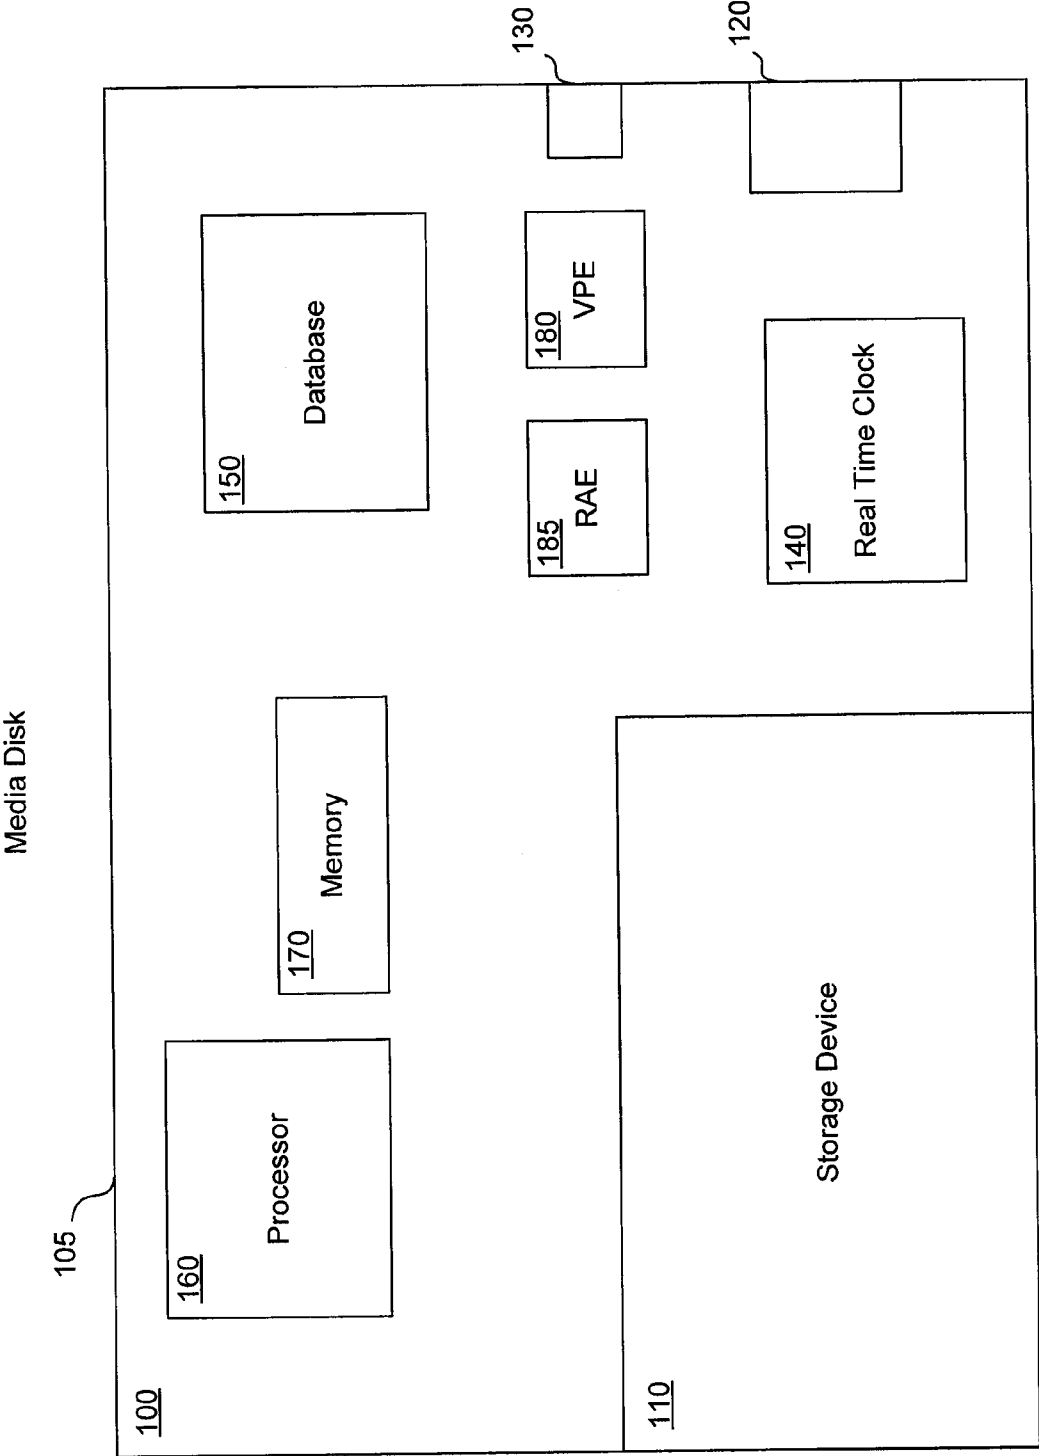 Media Disk
105
100
160
Processor
170
Memory
150
Database
130
185
RAE
180
VPE
120
110
Storage Device
140
Real Time Clock